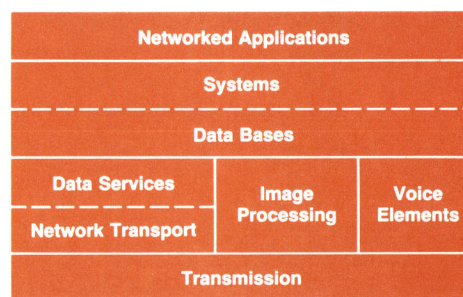 Networked Applications
Systems
Data Bases
Data Services
Network Transport
Image
Processing
Voice
Elements
Transmission